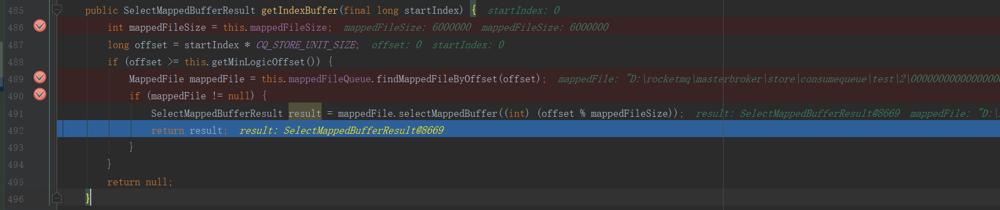 485 public SelectMappedBufferResult getIndexBuffer(final long startIndex) { startIndex: 0
486 int mappedFileSize = this.mappedFileSize; mappedFileSize: 6000000 mappedFileSize: 6000000
487 long offset = startIndex * CQ_STORE_UNIT_SIZE; offset: 0 startIndex: 0
488 if (offset >= this.getMinLogicOffset()) {
489 MappedFile mappedFile = this.mappedFileQueue.findMappedFileByOffset(offset); mappedFile: "D:\rocketmq\masterbroker\store\consumequeue\test\2\
490 if (mappedFile != null) {
491 SelectMappedBufferResult result = mappedFile.selectMappedBuffer((int) (offset % mappedFileSize)); result: SelectMappedBufferResult@8669 mappedFile: "D:\
492 return result; result: SelectMappedBufferResult@8669
493 }
494 }
495 return null;
496 }